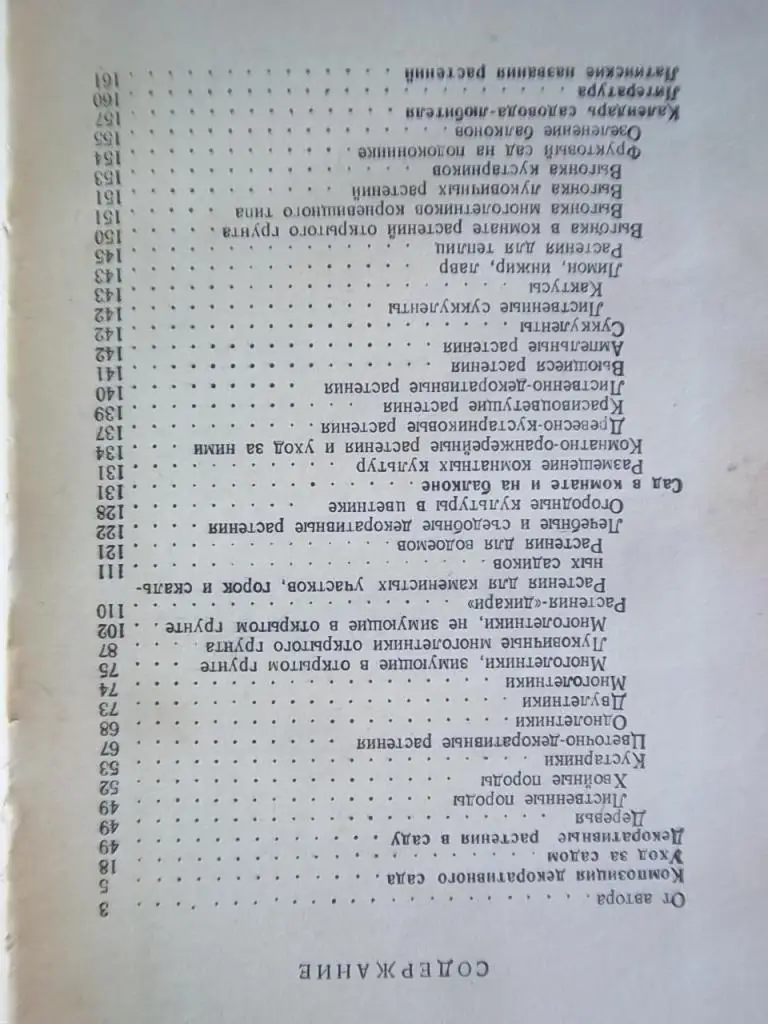 СОДЕРЖАНИЕ
От автора . . . . . . . . . . . . . . . . . . . . 3
Композиция декоративного сада . . . . . . . . . . . 5
Уход за садом . . . . . . . . . . . . . . . . . . 18
Декоративные растения в саду . . . . . . . . . . . 49
Деревья . . . . . . . . . . . . . . . . . . 49
Лиственные породы . . . . . . . . . . . . . 49
Хвойные породы . . . . . . . . . . . . . 52
Кустарники . . . . . . . . . . . . . . . . . 53
Цветочно-декоративные растения . . . . . . . . . . 67
Однолетники . . . . . . . . . . . . . . . . 68
Двулетники . . . . . . . . . . . . . . . . 73
Многолетники . . . . . . . . . . . . . . . 74
Многолетники, зимующие в открытом грунте . . . 75
Луковичные многолетники открытого грунта . . . 87
Многолетники, не зимующие в открытом грунте . . 102
Растения-«дикари» . . . . . . . . . . . . . . 110
Растения для каменистых участков, горок и скаль-
ных садиков . . . . . . . . . . . . . . . 111
Растения для водоемов . . . . . . . . . . . . 121
Лечебные и съедобные декоративные растения . . . . 122
Огородные культуры в цветнике . . . . . . . . . . 128
Сад в комнате и на балконе . . . . . . . . . . . . 131
Размещение комнатных культур . . . . . . . . . . 131
Комнатно-оранжерейные растения и уход за ними . . . 134
Древесно-кустарниковые растения . . . . . . . . 137
Красивоцветущие растения . . . . . . . . . . . 139
Лиственно-декоративные растения . . . . . . . . 140
Вьющиеся растения . . . . . . . . . . . . . 141
Ампельные растения . . . . . . . . . . . . . 142
Суккуленты . . . . . . . . . . . . . . . . 142
Лиственные суккуленты . . . . . . . . . . . 142
Кактусы . . . . . . . . . . . . . . . . 143
Лимон, инжир, лавр . . . . . . . . . . . . . 143
Растения для теплиц . . . . . . . . . . . . . 145
Выгонка в комнате растений открытого грунта . . . . 150
Выгонка многолетников корневищного типа . . . . 151
Выгонка луковичных растений . . . . . . . . . 151
Выгонка кустарников . . . . . . . . . . . . 153
Фруктовый сад на подоконнике . . . . . . . . . . 154
Озеленение балконов . . . . . . . . . . . . . . 155
Календарь садовода-любителя . . . . . . . . . . . . 157
Литература . . . . . . . . . . . . . . . . . . . 160
Латинские названия растений . . . . . . . . . . . . 161